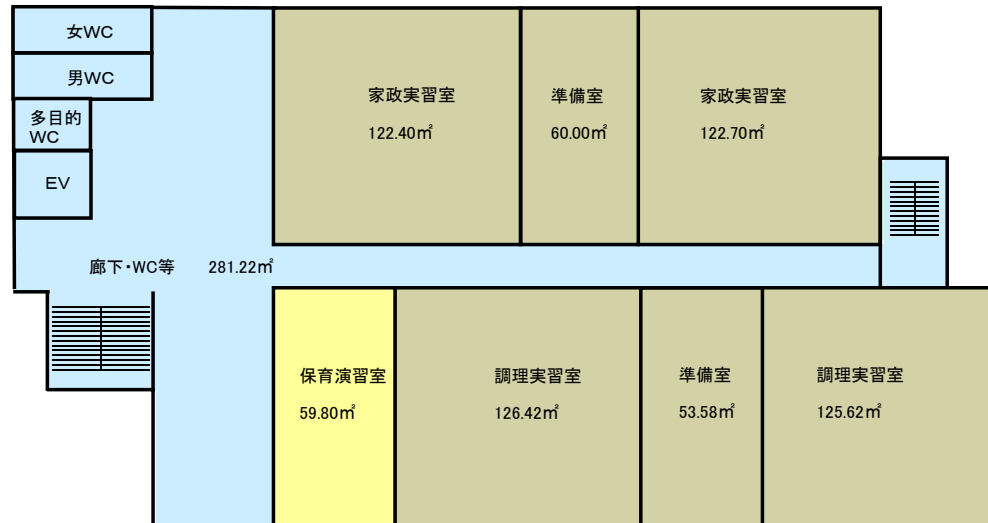 女WC
男WC
多目的
WC
EV
家政実習室
122.40㎡
準備室
60.00㎡
家政実習室
122.70㎡
廊下・WC等 281.22㎡
保育演習室
59.80㎡
調理実習室
126.42㎡
準備室
53.58㎡
調理実習室
125.62㎡